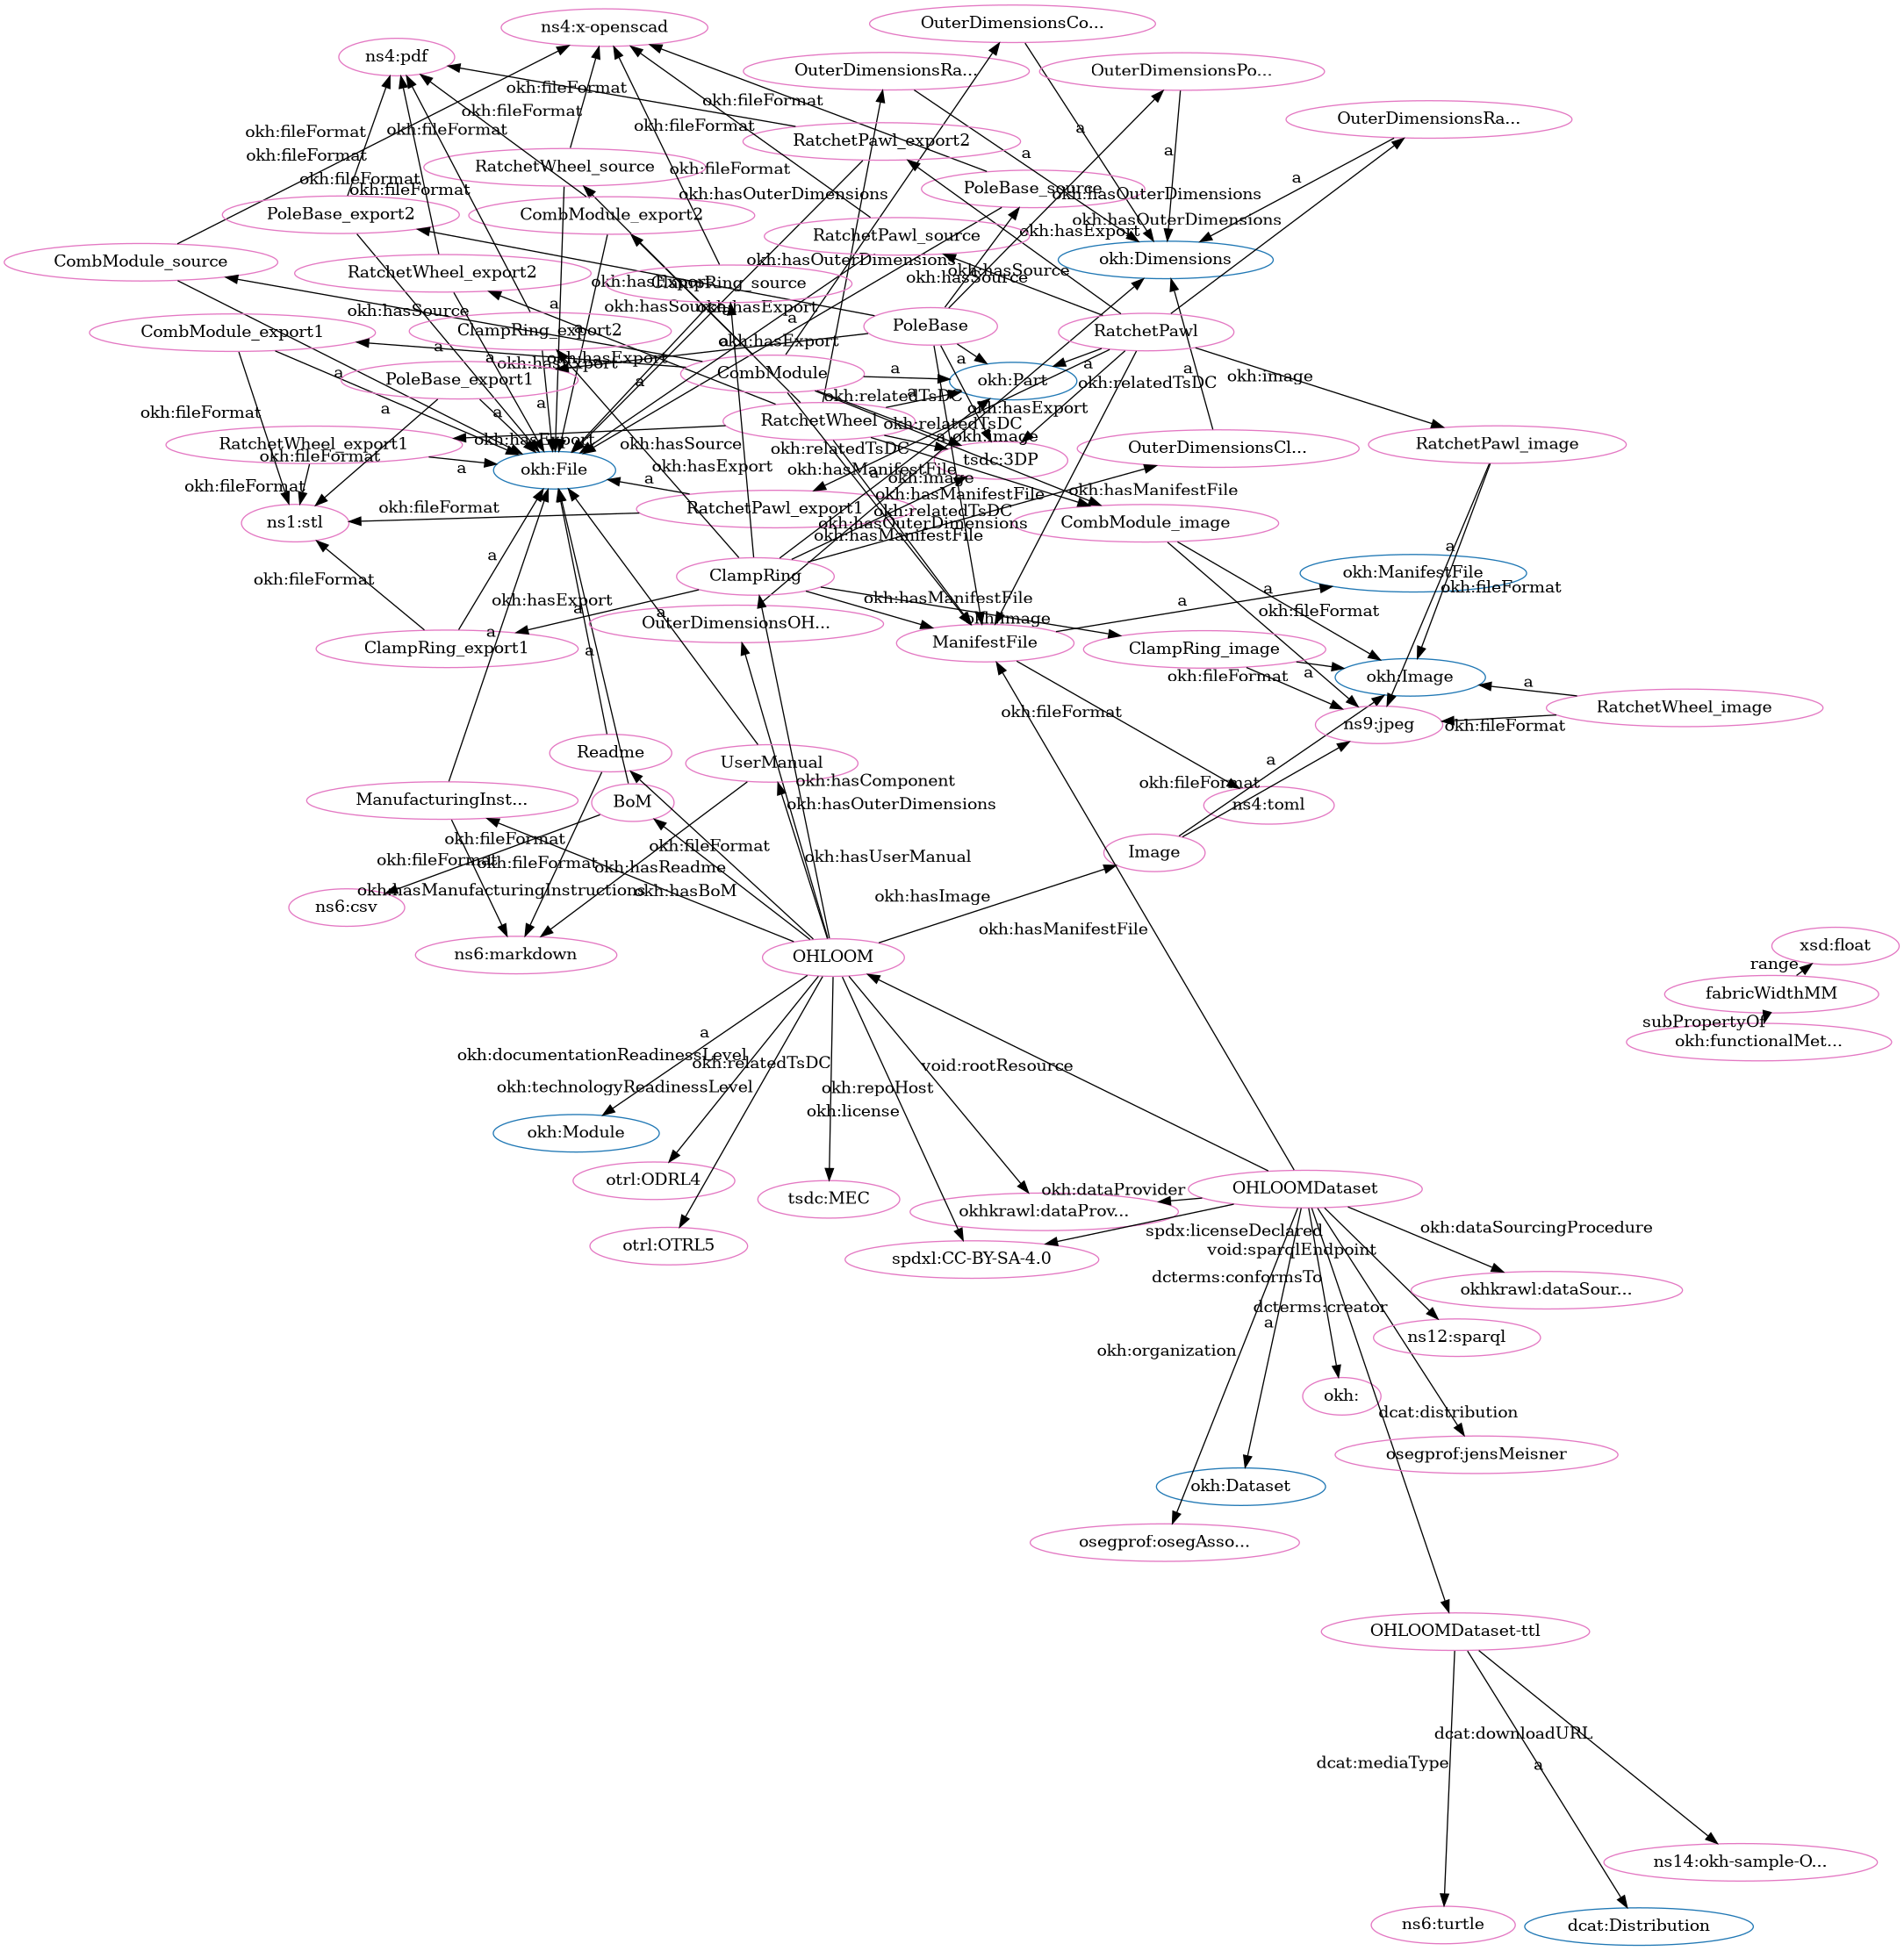 OuterDimensionsCo...
ns4:x-openscad
ns4:pdf
OuterDimensionsRa...
OuterDimensionsPo...
okh:fileFormat
okh:fileFormat
okh:fileFormat
OuterDimensionsRa...
okh:fileFormat
okh:fileFormat
okh:fileFormat
a
RatchetPawl_export2
okh:fileFormat
a
a
RatchetWheel_source
okh:fileFormat
okh:fileFormat
a
okh:fileFormat
PoleBase_source
okh:hasOuterDimensions
okh:hasOuterDimensions
PoleBase_export2
CombModule_export2
okh:hasOuterDimensions
okh:hasExport
RatchetPawl_source
CombModule_source
okh:hasOuterDimensions
okh:Dimensions
RatchetWheel_export2
okh:hasSource
okh:hasSource
okh:hasExport
ClampRing_source
okh:hasSource
okh:hasSource
okh:hasExport
a
a
CombModule_export1
ClampRing_export2
a
PoleBase
RatchetPawl
a
a
a
okh:hasExport
okh:hasExport
okh:hasExport
a
a
a
a
CombModule
a
okh:Part
okh:relatedTsDC
okh:image
PoleBase_export1
a
a
a
a
okh:relatedTsDC
a
okh:hasExport
okh:fileFormat
RatchetWheel
okh:relatedTsDC
RatchetWheel_export1
okh:hasExport
okh:hasSource
okh:relatedTsDC
a
okh:image
OuterDimensionsCl...
RatchetPawl_image
okh:fileFormat
a
okh:File
okh:hasExport
okh:hasManifestFile
tsdc:3DP
a
okh:image
okh:fileFormat
a
okh:hasManifestFile
okh:hasManifestFile
okh:fileFormat
RatchetPawl_export1
okh:relatedTsDC
ns1:stl
okh:hasOuterDimensions
CombModule_image
okh:hasManifestFile
a
a
okh:fileFormat
ClampRing
okh:ManifestFile
okh:fileFormat
okh:hasExport
a
okh:hasManifestFile
a
a
okh:fileFormat
a
OuterDimensionsOH...
okh:image
a
ClampRing_export1
a
ManifestFile
ClampRing_image
a
okh:fileFormat
okh:Image
a
RatchetWheel_image
okh:fileFormat
ns9:jpeg
okh:fileFormat
Readme
UserManual
a
okh:hasComponent
okh:fileFormat
ManufacturingInst...
BoM
okh:hasOuterDimensions
ns4:toml
okh:fileFormat
okh:fileFormat
Image
okh:fileFormat
okh:fileFormat
okh:hasReadme
okh:hasUserManual
okh:hasManufacturingInstructions
okh:hasBoM
okh:hasImage
ns6:csv
okh:hasManifestFile
xsd:float
ns6:markdown
OHLOOM
range
fabricWidthMM
subPropertyOf
okh:functionalMet...
a
okh:documentationReadinessLevel
okh:relatedTsDC
void:rootResource
okh:technologyReadinessLevel
okh:repoHost
okh:license
okh:Module
otrl:ODRL4
okh:dataProvider
OHLOOMDataset
tsdc:MEC
okhkrawl:dataProv...
otrl:OTRL5
spdxl:CC-BY-SA-4.0
spdx:licenseDeclared
okh:dataSourcingProcedure
void:sparqlEndpoint
dcterms:conformsTo
okhkrawl:dataSour...
dcterms:creator
a
ns12:sparql
okh:organization
okh:
dcat:distribution
osegprof:jensMeisner
okh:Dataset
osegprof:osegAsso...
OHLOOMDataset-ttl
dcat:downloadURL
dcat:mediaType
a
ns14:okh-sample-O...
ns6:turtle
dcat:Distribution